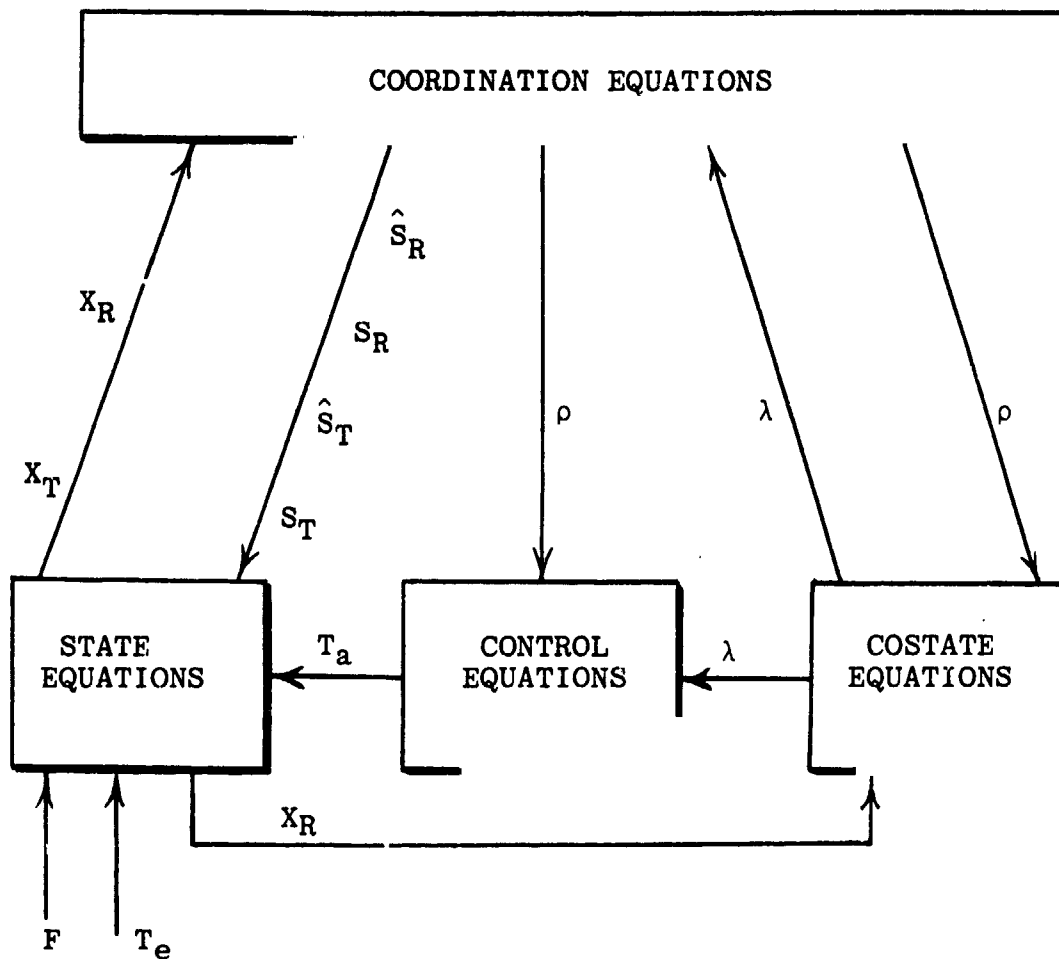 COORDINATION EQUATIONS
Ŝ_R
X_R
S_R
Ŝ_T
ρ
λ
ρ
X_T
S_T
STATE
EQUATIONS
T_a
CONTROL
EQUATIONS
λ
COSTATE
EQUATIONS
X_R
F
T_e